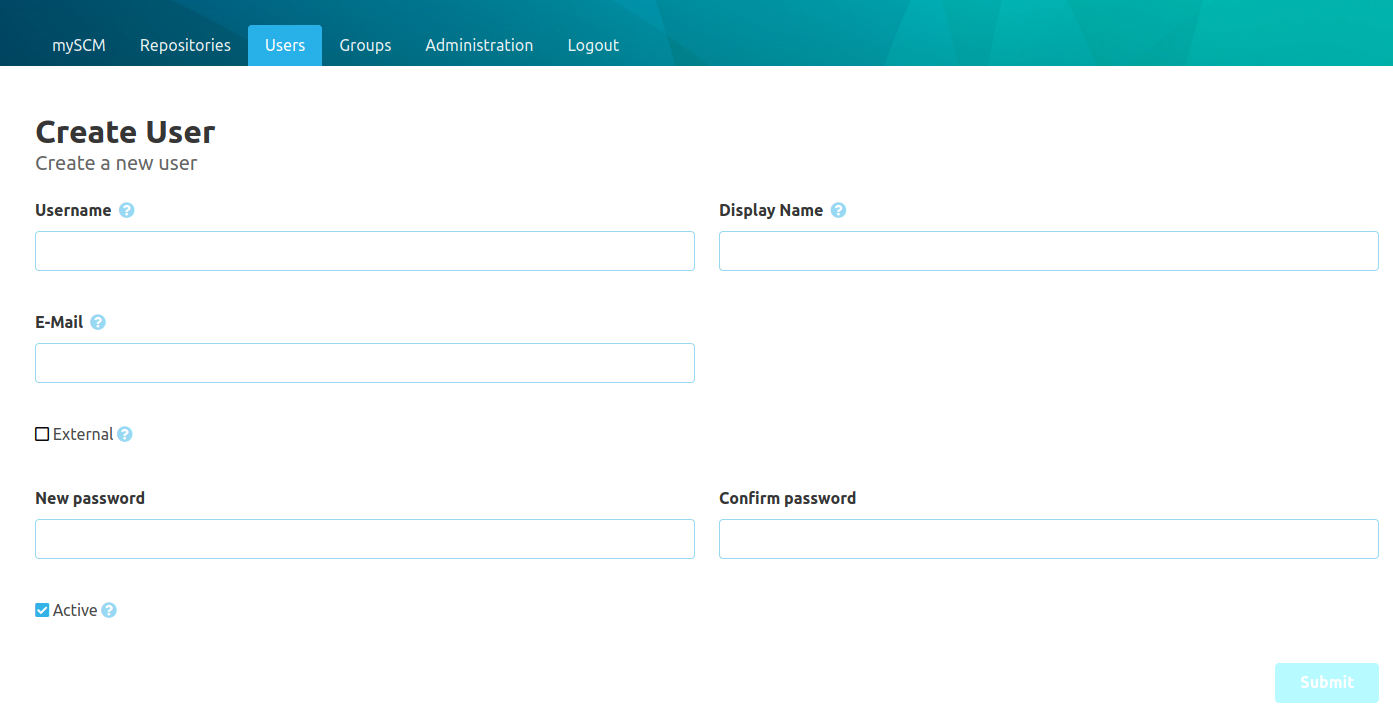 mySCM Repositories Users Groups Administration Logout
Create User
Create a new user
Username ? Display Name ?
E-Mail ?
External ?
New password Confirm password
Active ?
Submit